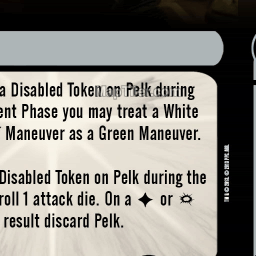 a Disabled Token on Pelk during
ent Phase you may treat a White
Maneuver as a Green Maneuver.
Disabled Token on Pelk during the
roll 1 attack die. On a ✦ or
result discard Pelk.